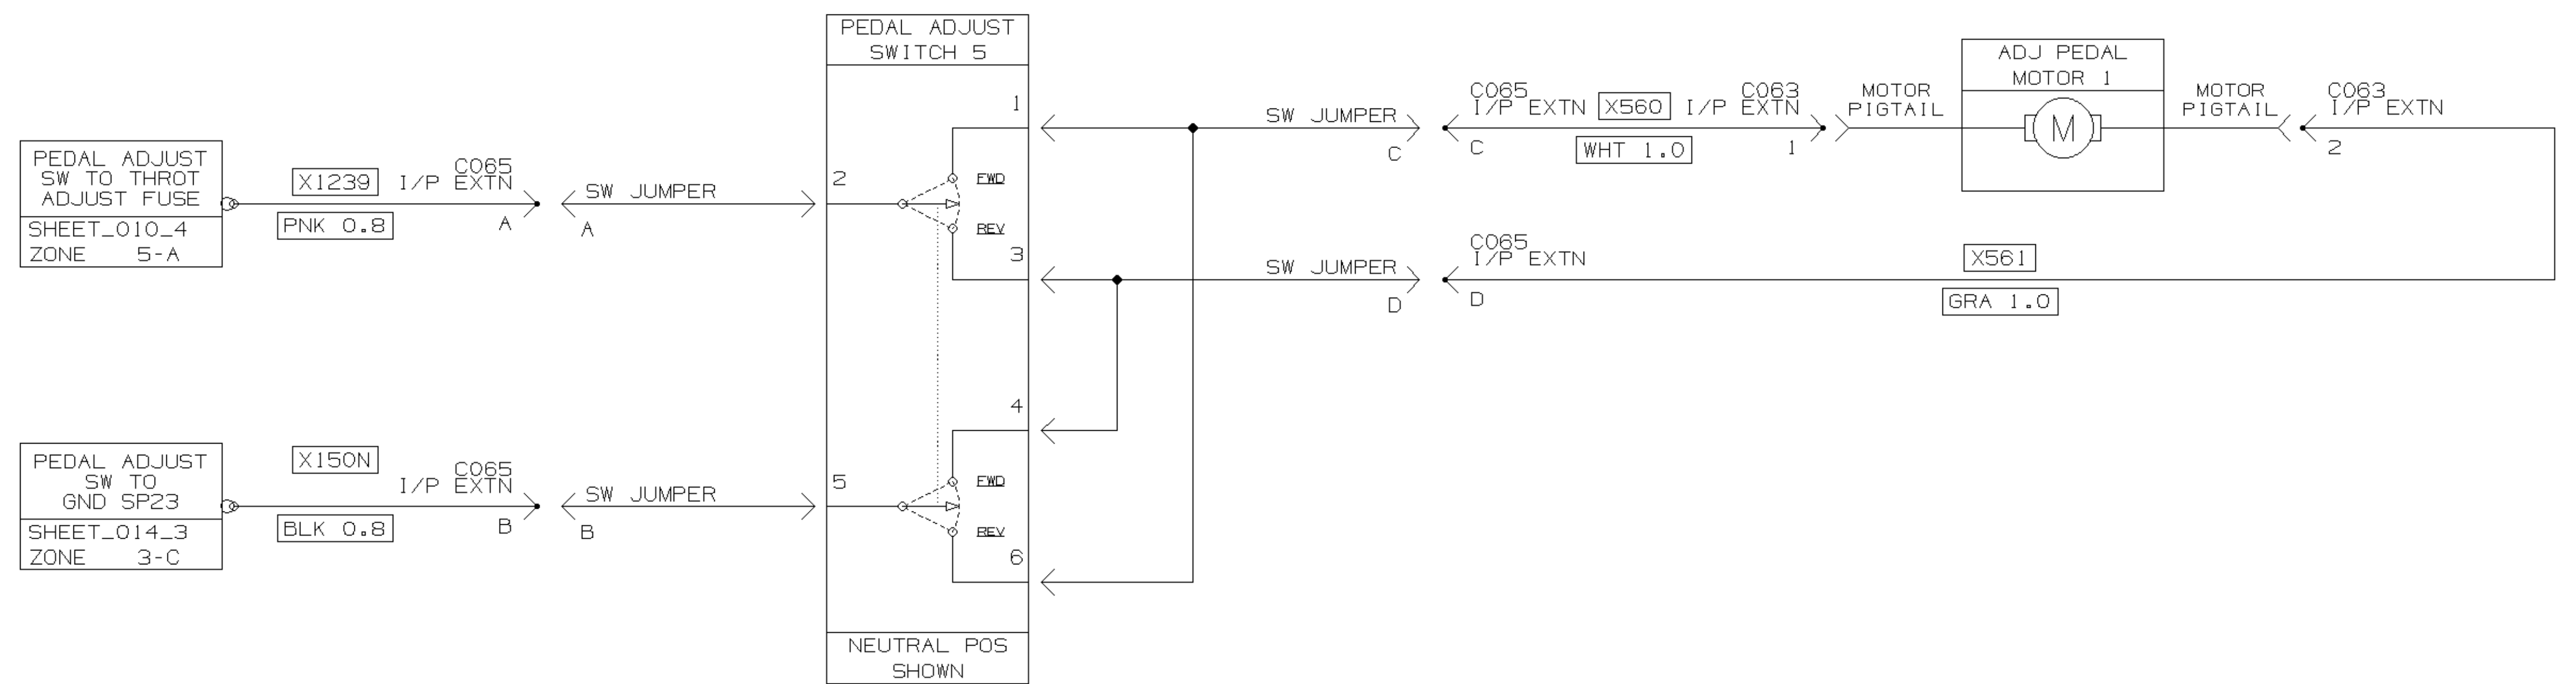 PEDAL ADJUST
SW TO THROT
ADJUST FUSE
SHEET_010_4
ZONE 5-A
X1239
PNK 0.8
C065
I/P EXTN
A
SW JUMPER
A
PEDAL ADJUST
SW TO
GND SP23
SHEET_014_3
ZONE 3-C
X150N
BLK 0.8
C065
I/P EXTN
B
SW JUMPER
B
PEDAL ADJUST
SWITCH 5
1
2
FWD
REV
3
4
5
FWD
REV
6
NEUTRAL POS
SHOWN
SW JUMPER
C
C065
I/P EXTN
C
X560
WHT 1.0
C063
I/P EXTN
1
MOTOR
PIGTAIL
ADJ PEDAL
MOTOR 1
M
MOTOR
PIGTAIL
C063
I/P EXTN
2
SW JUMPER
D
C065
I/P EXTN
D
X561
GRA 1.0